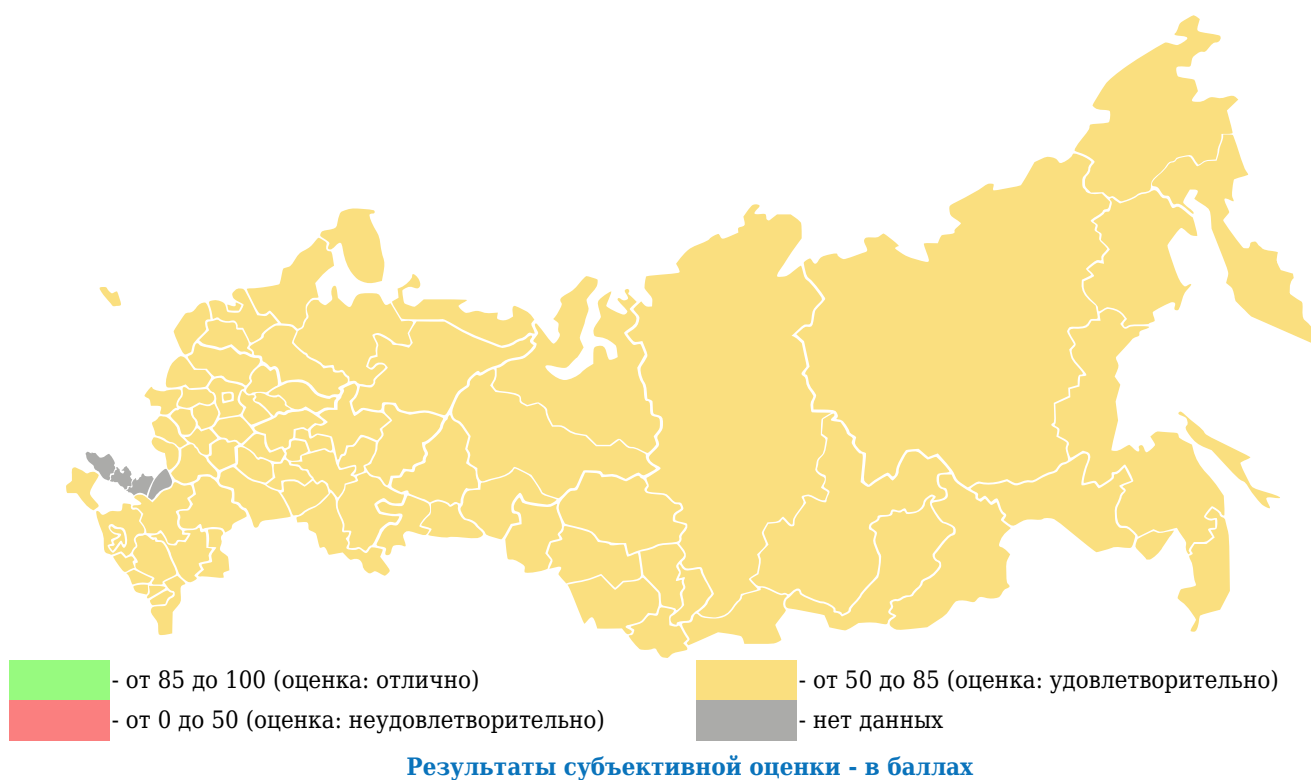 - от 85 до 100 (оценка: отлично)
- от 50 до 85 (оценка: удовлетворительно)
- от 0 до 50 (оценка: неудовлетворительно)
- нет данных
Результаты субъективной оценки - в баллах